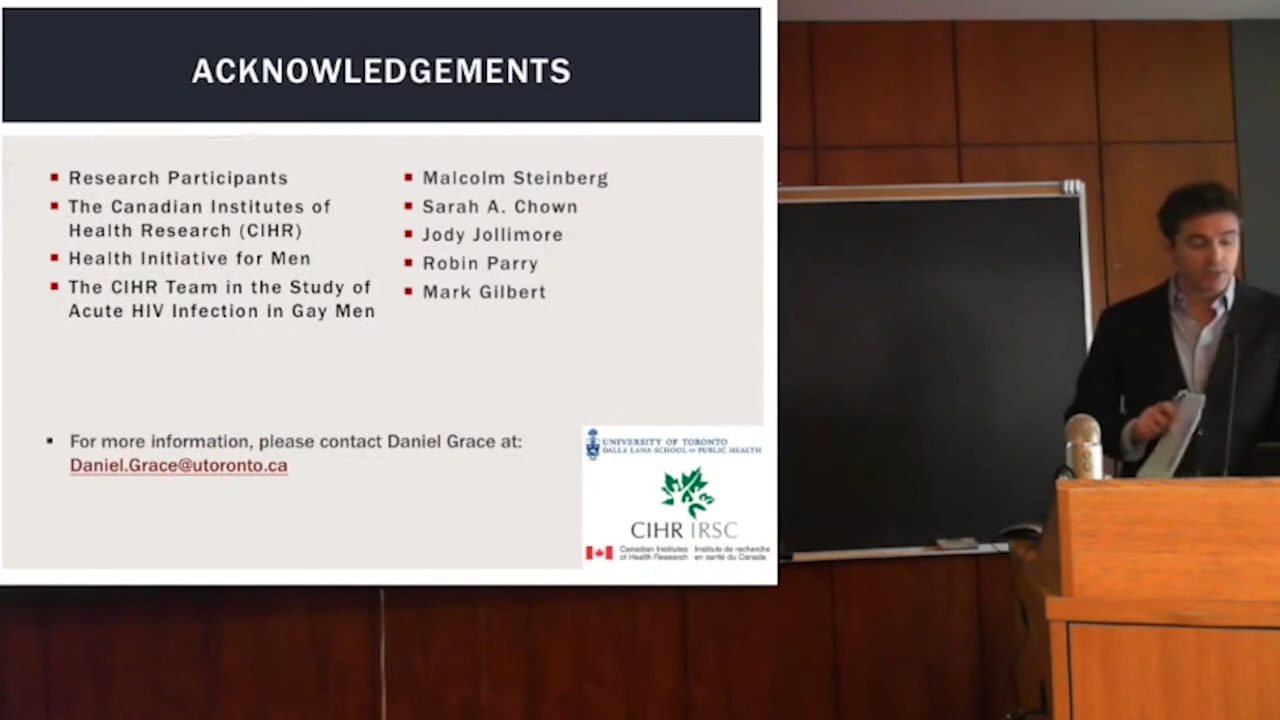 ACKNOWLEDGEMENTS
Research Participants
The Canadian Institutes of
Health Research (CIHR)
Health Initiative for Men
The CIHR Team in the Study of
Acute HIV Infection in Gay Men
Malcolm Steinberg
Sarah A. Chown
Jody Jollimore
Robin Parry
Mark Gilbert
For more information, please contact Daniel Grace at:
Daniel.Grace@utoronto.ca
UNIVERSITY OF TORONTO
DALLA LANA SCHOOL OF PUBLIC HEALTH
CIHR IRSC
Canadian Institutes
of Health Research
Instituts de recherche
en santé du Canada